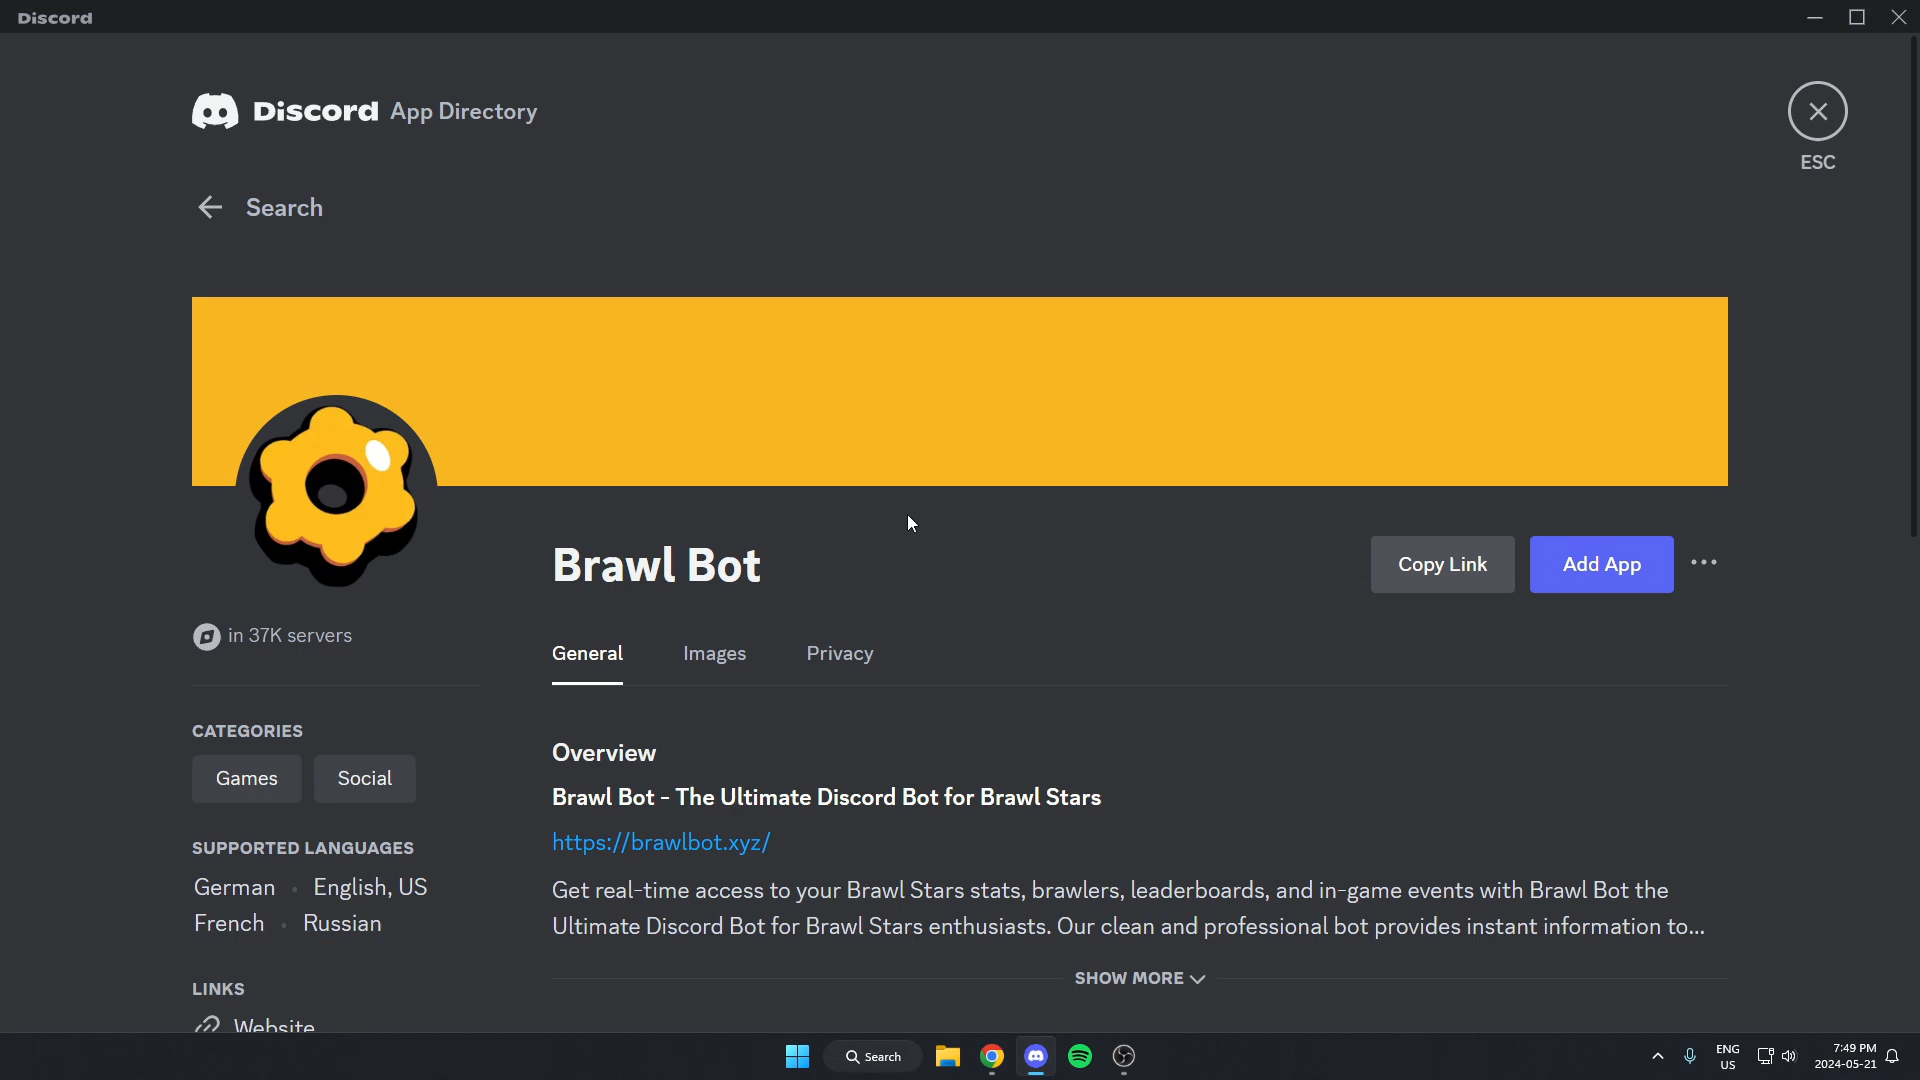 Discord
Discord App Directory
ESC
Search
Brawl Bot
Copy Link
Add App
in 37K servers
General
Images
Privacy
CATEGORIES
Games
Social
Overview
Brawl Bot - The Ultimate Discord Bot for Brawl Stars
https://brawlbot.xyz/
SUPPORTED LANGUAGES
German • English, US
French • Russian
Get real-time access to your Brawl Stars stats, brawlers, leaderboards, and in-game events with Brawl Bot the
Ultimate Discord Bot for Brawl Stars enthusiasts. Our clean and professional bot provides instant information to...
SHOW MORE
LINKS
Website
Search
ENG
US
7:49 PM
2024-05-21